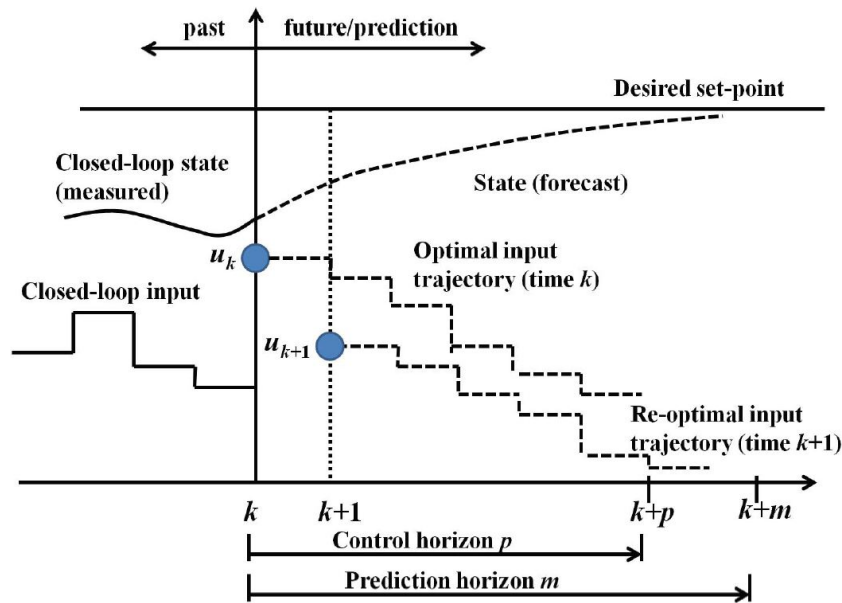 past
future/prediction
Desired set-point
Closed-loop state
(measured)
State (forecast)
u_k
Optimal input
trajectory (time k)
Closed-loop input
u_{k+1}
Re-optimal input
trajectory (time k+1)
k
k+1
k+p
k+m
Control horizon p
Prediction horizon m